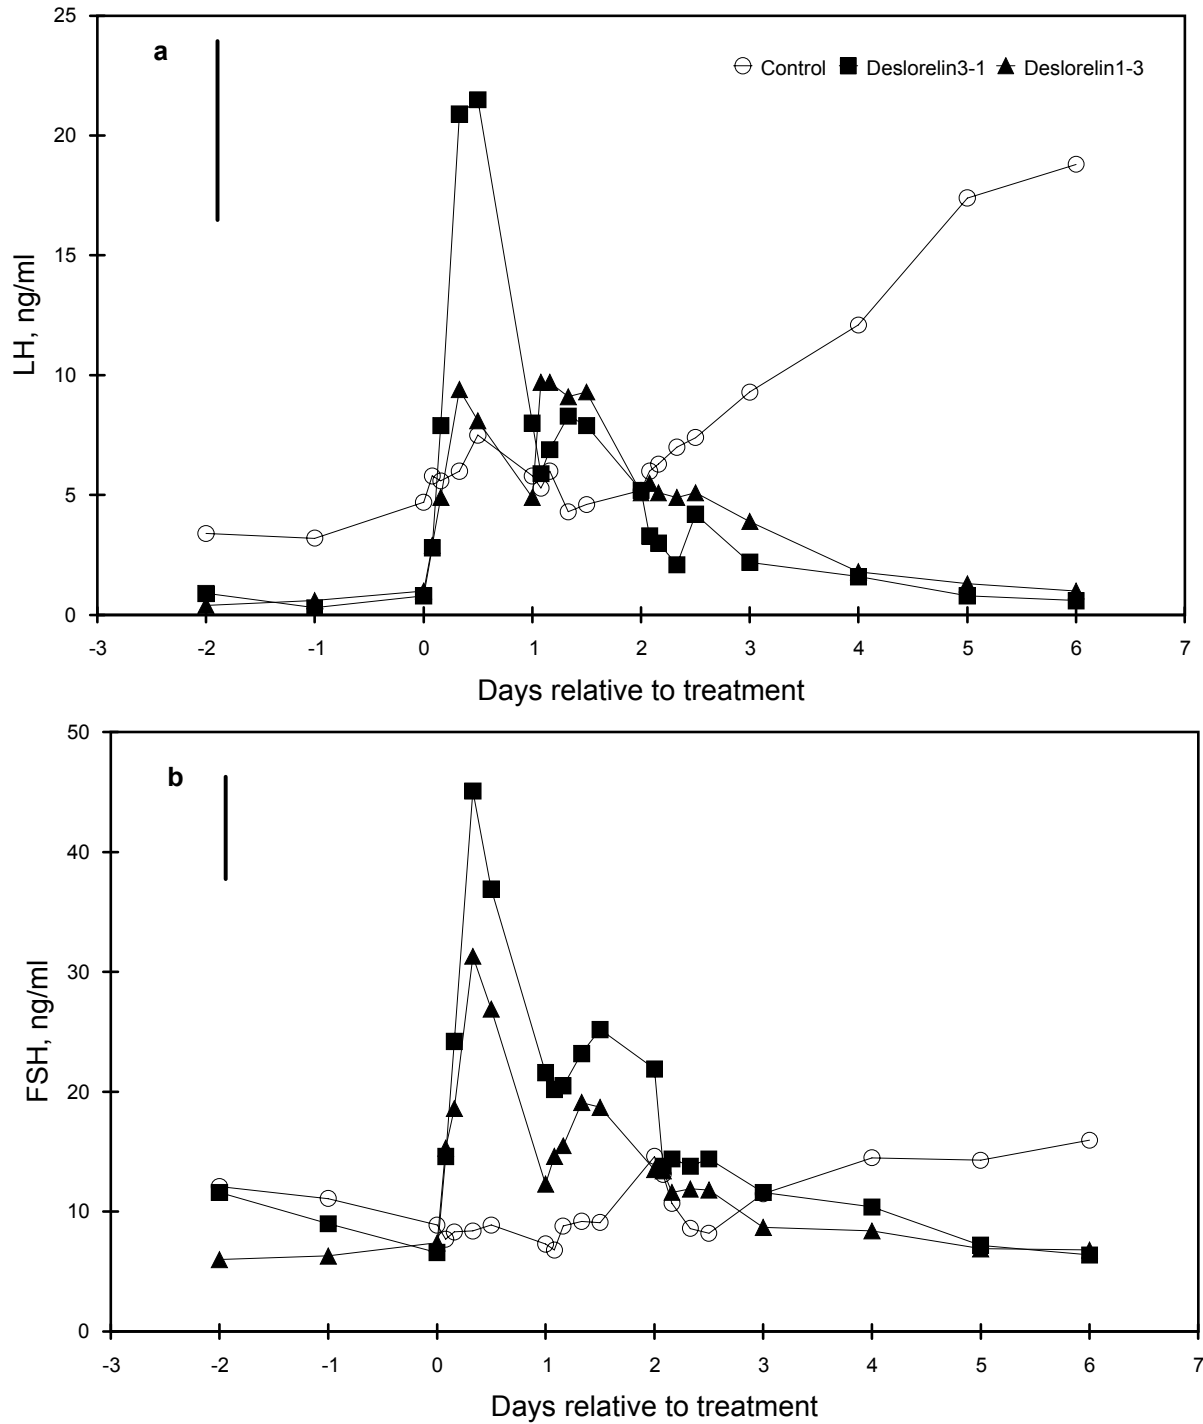 25
a
Control Deslorelin3-1 Deslorelin1-3
20
15
LH, ng/ml
10
5
0
-3 -2 -1 0 1 2 3 4 5 6 7
Days relative to treatment
50
b
40
30
FSH, ng/ml
20
10
0
-3 -2 -1 0 1 2 3 4 5 6 7
Days relative to treatment